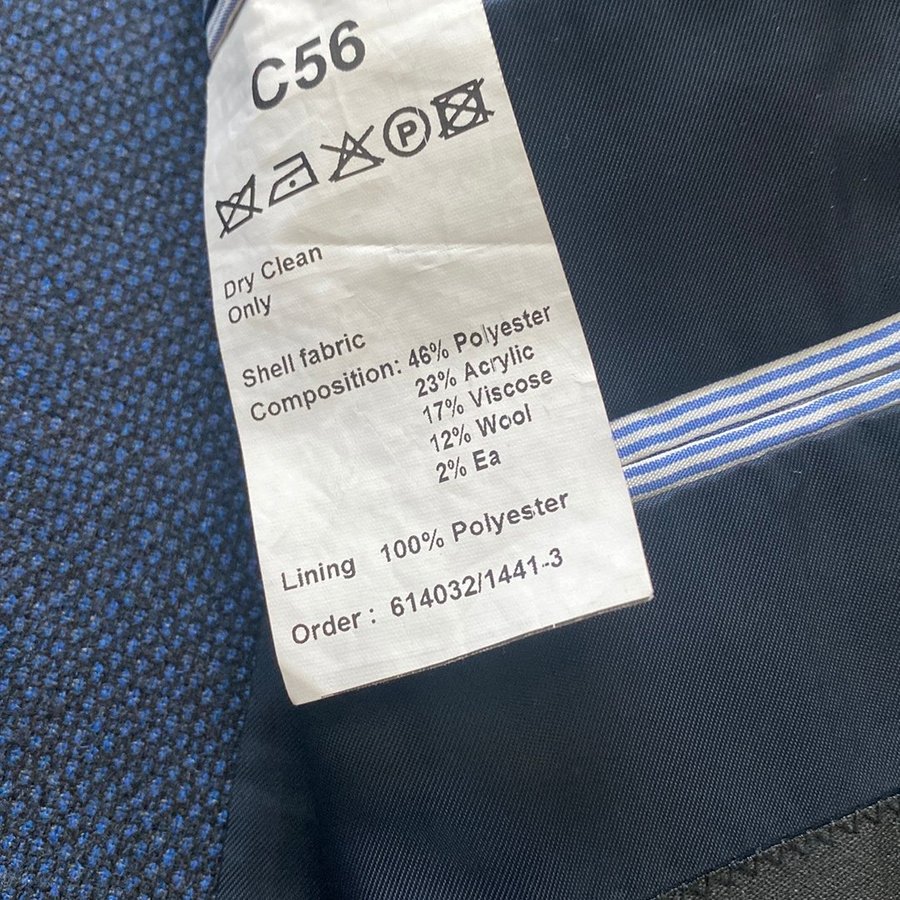 C56
P
Dry Clean
Only
Shell fabric
Composition: 46% Polyester
23% Acrylic
17% Viscose
12% Wool
2% Ea
Lining 100% Polyester
Order : 614032/1441-3